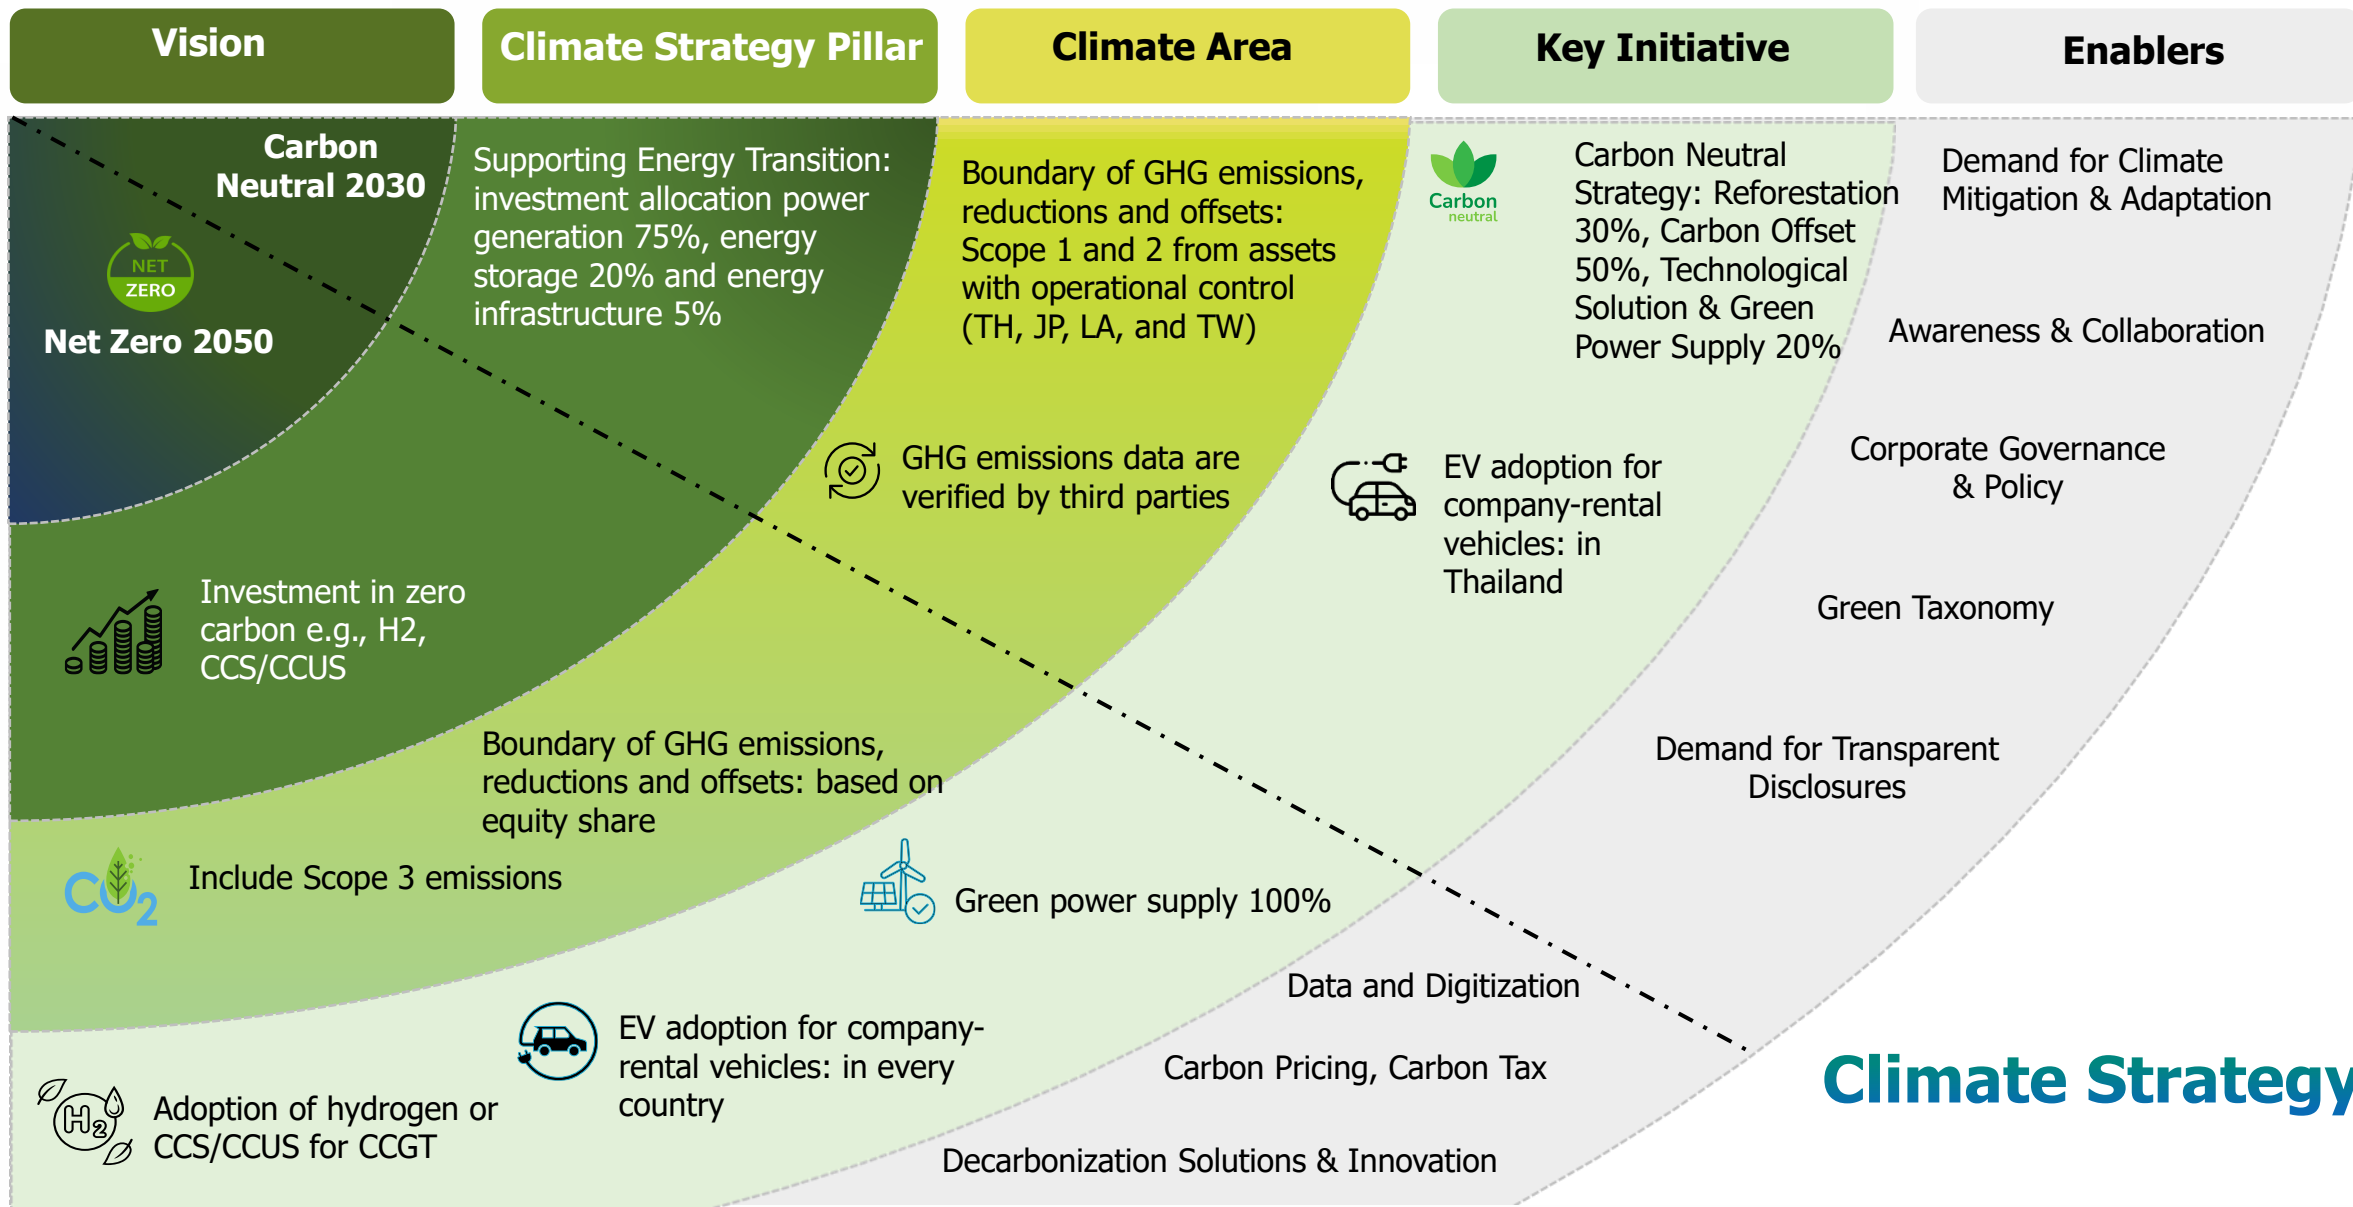 Vision
Climate Strategy Pillar
Climate Area
Key Initiative
Enablers
Carbon
Neutral 2030
NET
ZERO
Net Zero 2050
Supporting Energy Transition:
investment allocation power
generation 75%, energy
storage 20% and energy
infrastructure 5%
Investment in zero
carbon e.g., H2,
CCS/CCUS
Boundary of GHG emissions,
reductions and offsets:
Scope 1 and 2 from assets
with operational control
(TH, JP, LA, and TW)
GHG emissions data are
verified by third parties
Boundary of GHG emissions,
reductions and offsets: based on
equity share
CO2
Include Scope 3 emissions
Carbon
neutral
Carbon Neutral
Strategy: Reforestation
30%, Carbon Offset
50%, Technological
Solution & Green
Power Supply 20%
EV adoption for
company-rental
vehicles: in
Thailand
Green power supply 100%
EV adoption for company-
rental vehicles: in every
country
H2
Adoption of hydrogen or
CCS/CCUS for CCGT
Demand for Climate
Mitigation & Adaptation
Awareness & Collaboration
Corporate Governance
& Policy
Green Taxonomy
Demand for Transparent
Disclosures
Data and Digitization
Carbon Pricing, Carbon Tax
Decarbonization Solutions & Innovation
Climate Strategy